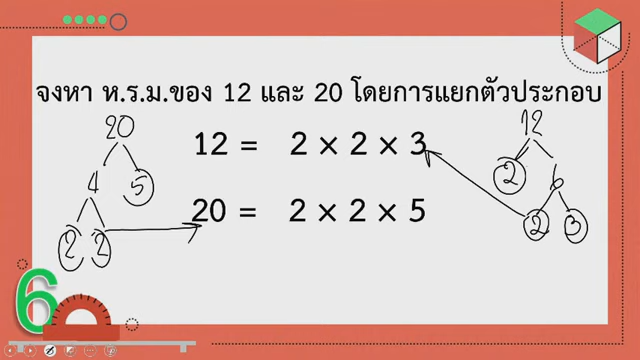 จงหา ห.ร.ม.ของ 12 และ 20 โดยการแยกตัวประกอบ
20
4 5
2 2
12 = 2 × 2 × 3
20 = 2 × 2 × 5
12
2 6
2 3
6